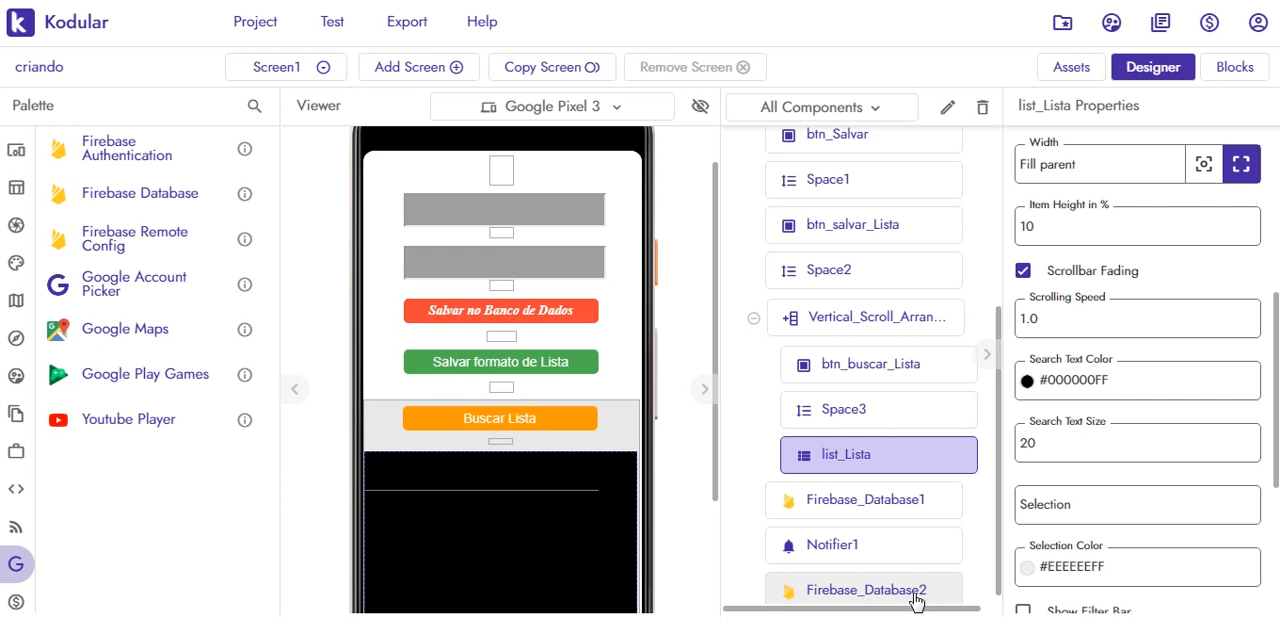 Kodular
Project
Test
Export
Help
criando
Screen1
Add Screen
Copy Screen
Remove Screen
Assets
Designer
Blocks
Palette
Viewer
Google Pixel 3
All Components
list_Lista Properties
Firebase
Authentication
Firebase Database
Firebase Remote
Config
Google Account
Picker
Google Maps
Google Play Games
Youtube Player
Salvar no Banco de Dados
Salvar formato de Lista
Buscar Lista
btn_Salvar
Space1
btn_salvar_Lista
Space2
Vertical_Scroll_Arran...
btn_buscar_Lista
Space3
list_Lista
Firebase_Database1
Notifier1
Firebase_Database2
Width
Fill parent
Item Height in %
10
Scrollbar Fading
Scrolling Speed
1.0
Search Text Color
#000000FF
Search Text Size
20
Selection
Selection Color
#EEEEEEFF
Show Filter Bar